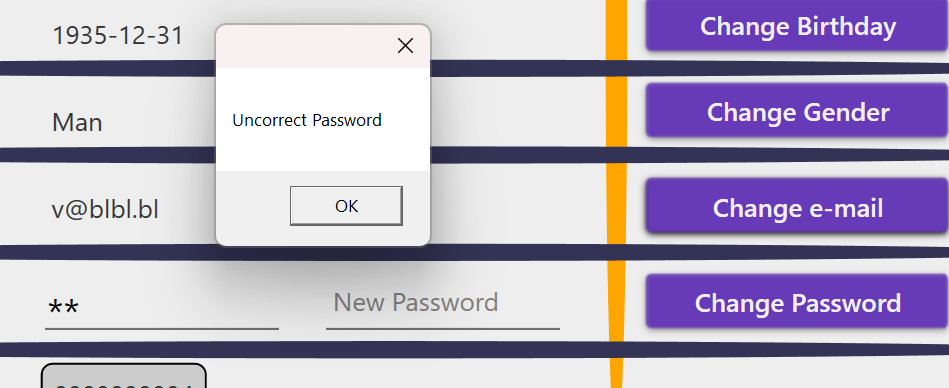 1935-12-31
Change Birthday
Uncorrect Password
Man
Change Gender
OK
v@blbl.bl
Change e-mail
**
New Password
Change Password